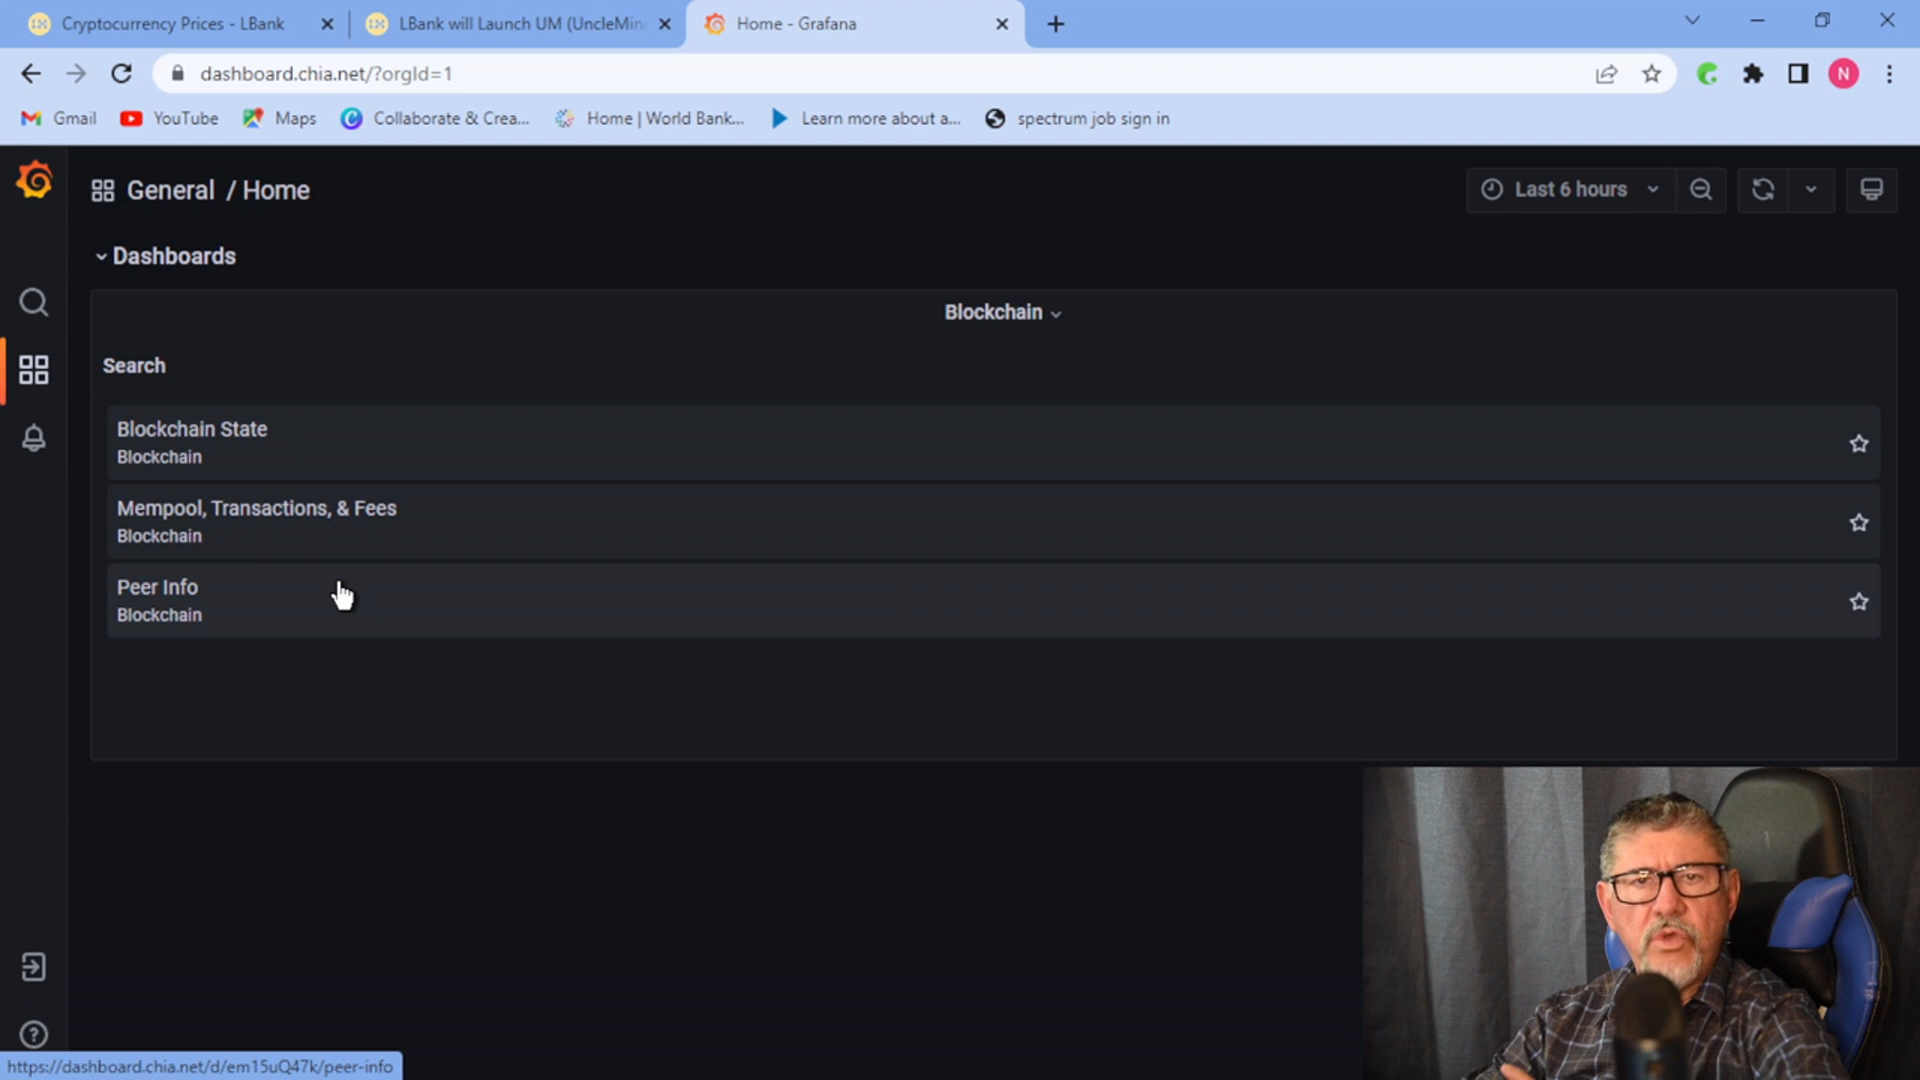 Cryptocurrency Prices - LBank
LBank will Launch UM (UncleMin
Home - Grafana
dashboard.chia.net/?orgId=1
N
Gmail
YouTube
Maps
Collaborate & Crea...
Home | World Bank...
Learn more about a...
spectrum job sign in
General / Home
Last 6 hours
Dashboards
Blockchain
Search
Blockchain State
Blockchain
Mempool, Transactions, & Fees
Blockchain
Peer Info
Blockchain
https://dashboard.chia.net/d/em15uQ47k/peer-info